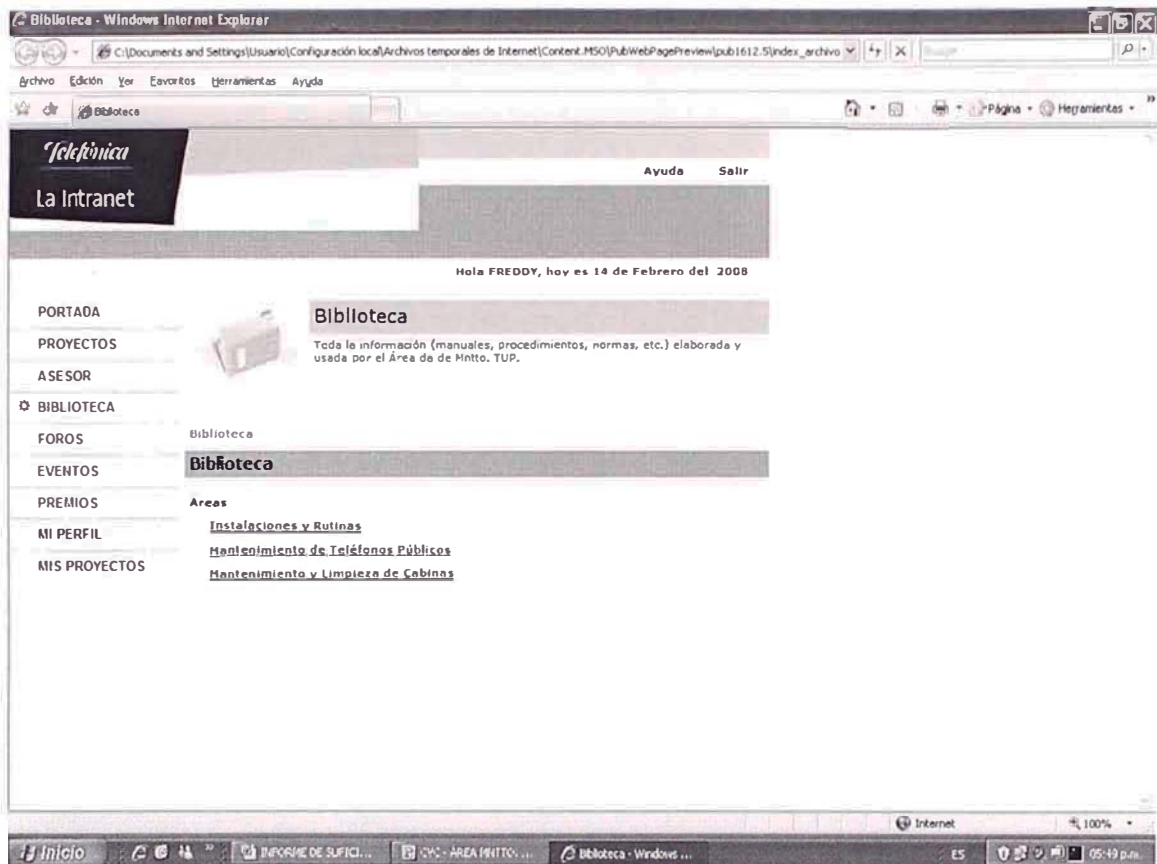 Biblioteca - Windows Internet Explorer
C:\Documents and Settings\Usuario\Configuración local\Archivos temporales de Internet\Content.MSO\PubWebPagePreview\pub1612.5\index_archivo
Archivo Edición Ver Favoritos Herramientas Ayuda
Biblioteca
Página Herramientas
Telefónica
La Intranet
Ayuda Salir
Hola FREDDY, hoy es 14 de Febrero del 2008
PORTADA
PROYECTOS
ASESOR
BIBLIOTECA
FOROS
EVENTOS
PREMIOS
MI PERFIL
MIS PROYECTOS
Biblioteca
Toda la información (manuales, procedimientos, normas, etc.) elaborada y
usada por el Área da de Mntto. TUP.
Biblioteca
Biblioteca
Areas
Instalaciones y Rutinas
Mantenimiento de Teléfonos Públicos
Mantenimiento y Limpieza de Cabinas
Internet 100%
Inicio INFORME DE SUFICI... CYC - ÁREA MNTTO. ... Biblioteca - Windows ... ES 05:49 p.m.